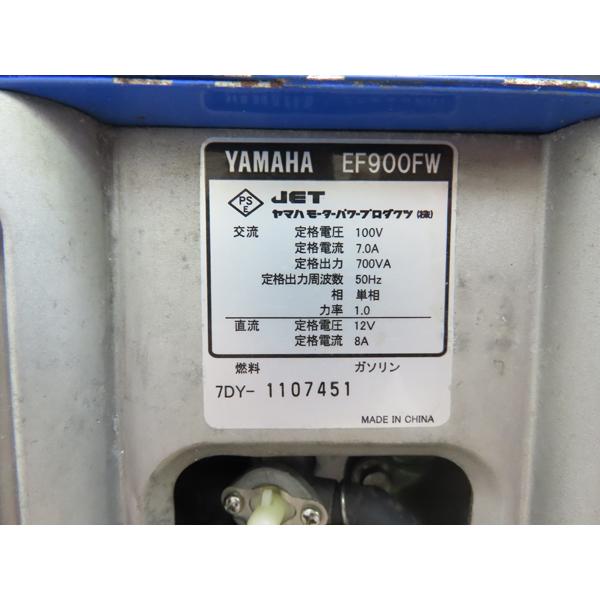 YAMAHA EF900FW
PS
E
JET
ヤマハモーターパワープロダクツ(株)
交流 定格電圧 100V
定格電流 7.0A
定格出力 700VA
定格出力周波数 50Hz
相 単相
力率 1.0
直流 定格電圧 12V
定格電流 8A
燃料 ガソリン
7DY- 1107451
MADE IN CHINA